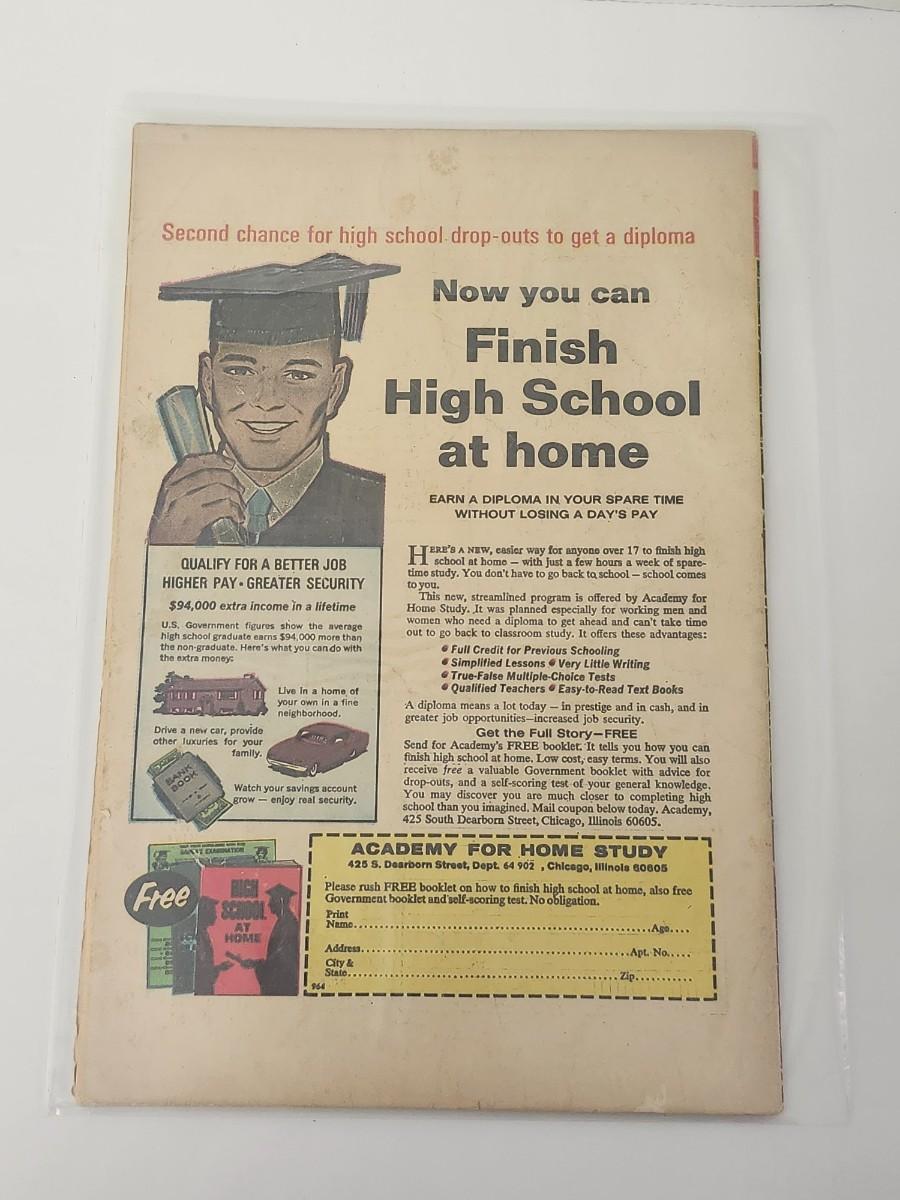 Second chance for high school drop-outs to get a diploma
Now you can
Finish
High School
at home
EARN A DIPLOMA IN YOUR SPARE TIME
WITHOUT LOSING A DAY'S PAY
QUALIFY FOR A BETTER JOB
HIGHER PAY • GREATER SECURITY
$94,000 extra income in a lifetime
U.S. Government figures show the average
high school graduate earns $94,000 more than
the non-graduate. Here's what you can do with
the extra money:
Live in a home of
your own in a fine
neighborhood.
Drive a new car, provide
other luxuries for your
family.
BANK
BOOK
Watch your savings account
grow — enjoy real security.
HERE'S A NEW, easier way for anyone over 17 to finish high
school at home — with just a few hours a week of spare-
time study. You don't have to go back to school — school comes
to you.
This new, streamlined program is offered by Academy for
Home Study. It was planned especially for working men and
women who need a diploma to get ahead and can't take time
out to go back to classroom study. It offers these advantages:
• Full Credit for Previous Schooling
• Simplified Lessons • Very Little Writing
• True-False Multiple-Choice Tests
• Qualified Teachers • Easy-to-Read Text Books
A diploma means a lot today — in prestige and in cash, and in
greater job opportunities—increased job security.
Get the Full Story—FREE
Send for Academy's FREE booklet. It tells you how you can
finish high school at home. Low cost, easy terms. You will also
receive free a valuable Government booklet with advice for
drop-outs, and a self-scoring test of your general knowledge.
You may discover you are much closer to completing high
school than you imagined. Mail coupon below today. Academy,
425 South Dearborn Street, Chicago, Illinois 60605.
Free
EXAMINATION
HIGH
SCHOOL
AT
HOME
ACADEMY FOR HOME STUDY
425 S. Dearborn Street, Dept. 64 902 , Chicago, Illinois 60605
Please rush FREE booklet on how to finish high school at home, also free
Government booklet and self-scoring test. No obligation.
Print
Name..........Age....
Address..........Apt. No.....
City &
State..........Zip..........
964